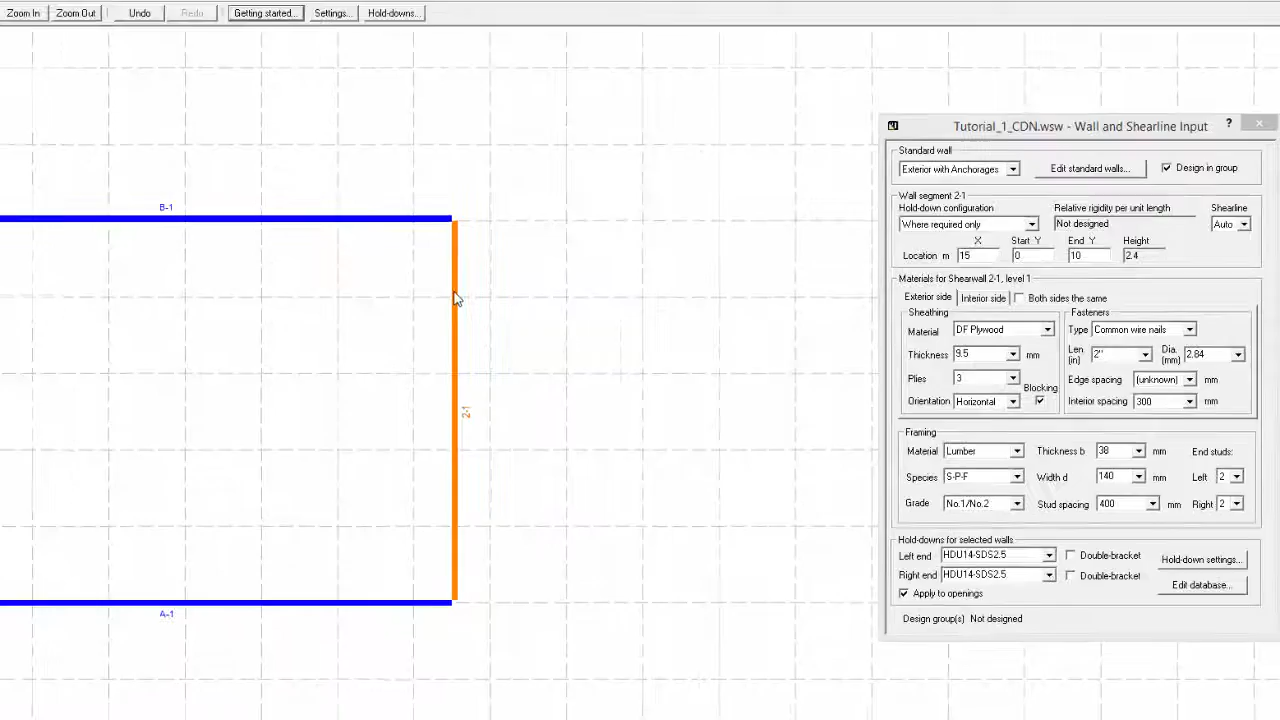 Zoom In Zoom Out Undo Redo Getting started... Settings... Hold-downs...
B-1
2-1
A-1
Tutorial_1_CDN.wsw - Wall and Shearline Input ?
Standard wall
Exterior with Anchorages Edit standard walls... Design in group
Wall segment 2-1
Hold-down configuration Relative rigidity per unit length Shearline
Where required only Not designed Auto
X Start Y End Y Height
Location m 15 0 10 2.4
Materials for Shearwall 2-1, level 1
Exterior side Interior side Both sides the same
Sheathing Fasteners
Material DF Plywood Type Common wire nails
Thickness 9.5 mm Len (in) 2" Dia. (mm) 2.84
Plies 3 Blocking Edge spacing (unknown) mm
Orientation Horizontal Interior spacing 300 mm
Framing
Material Lumber Thickness b 38 mm End studs:
Species S-P-F Width d 140 mm Left 2
Grade No.1/No.2 Stud spacing 400 mm Right 2
Hold-downs for selected walls
Left end HDU14-SDS2.5 Double-bracket Hold-down settings...
Right end HDU14-SDS2.5 Double-bracket Edit database...
Apply to openings
Design group(s) Not designed